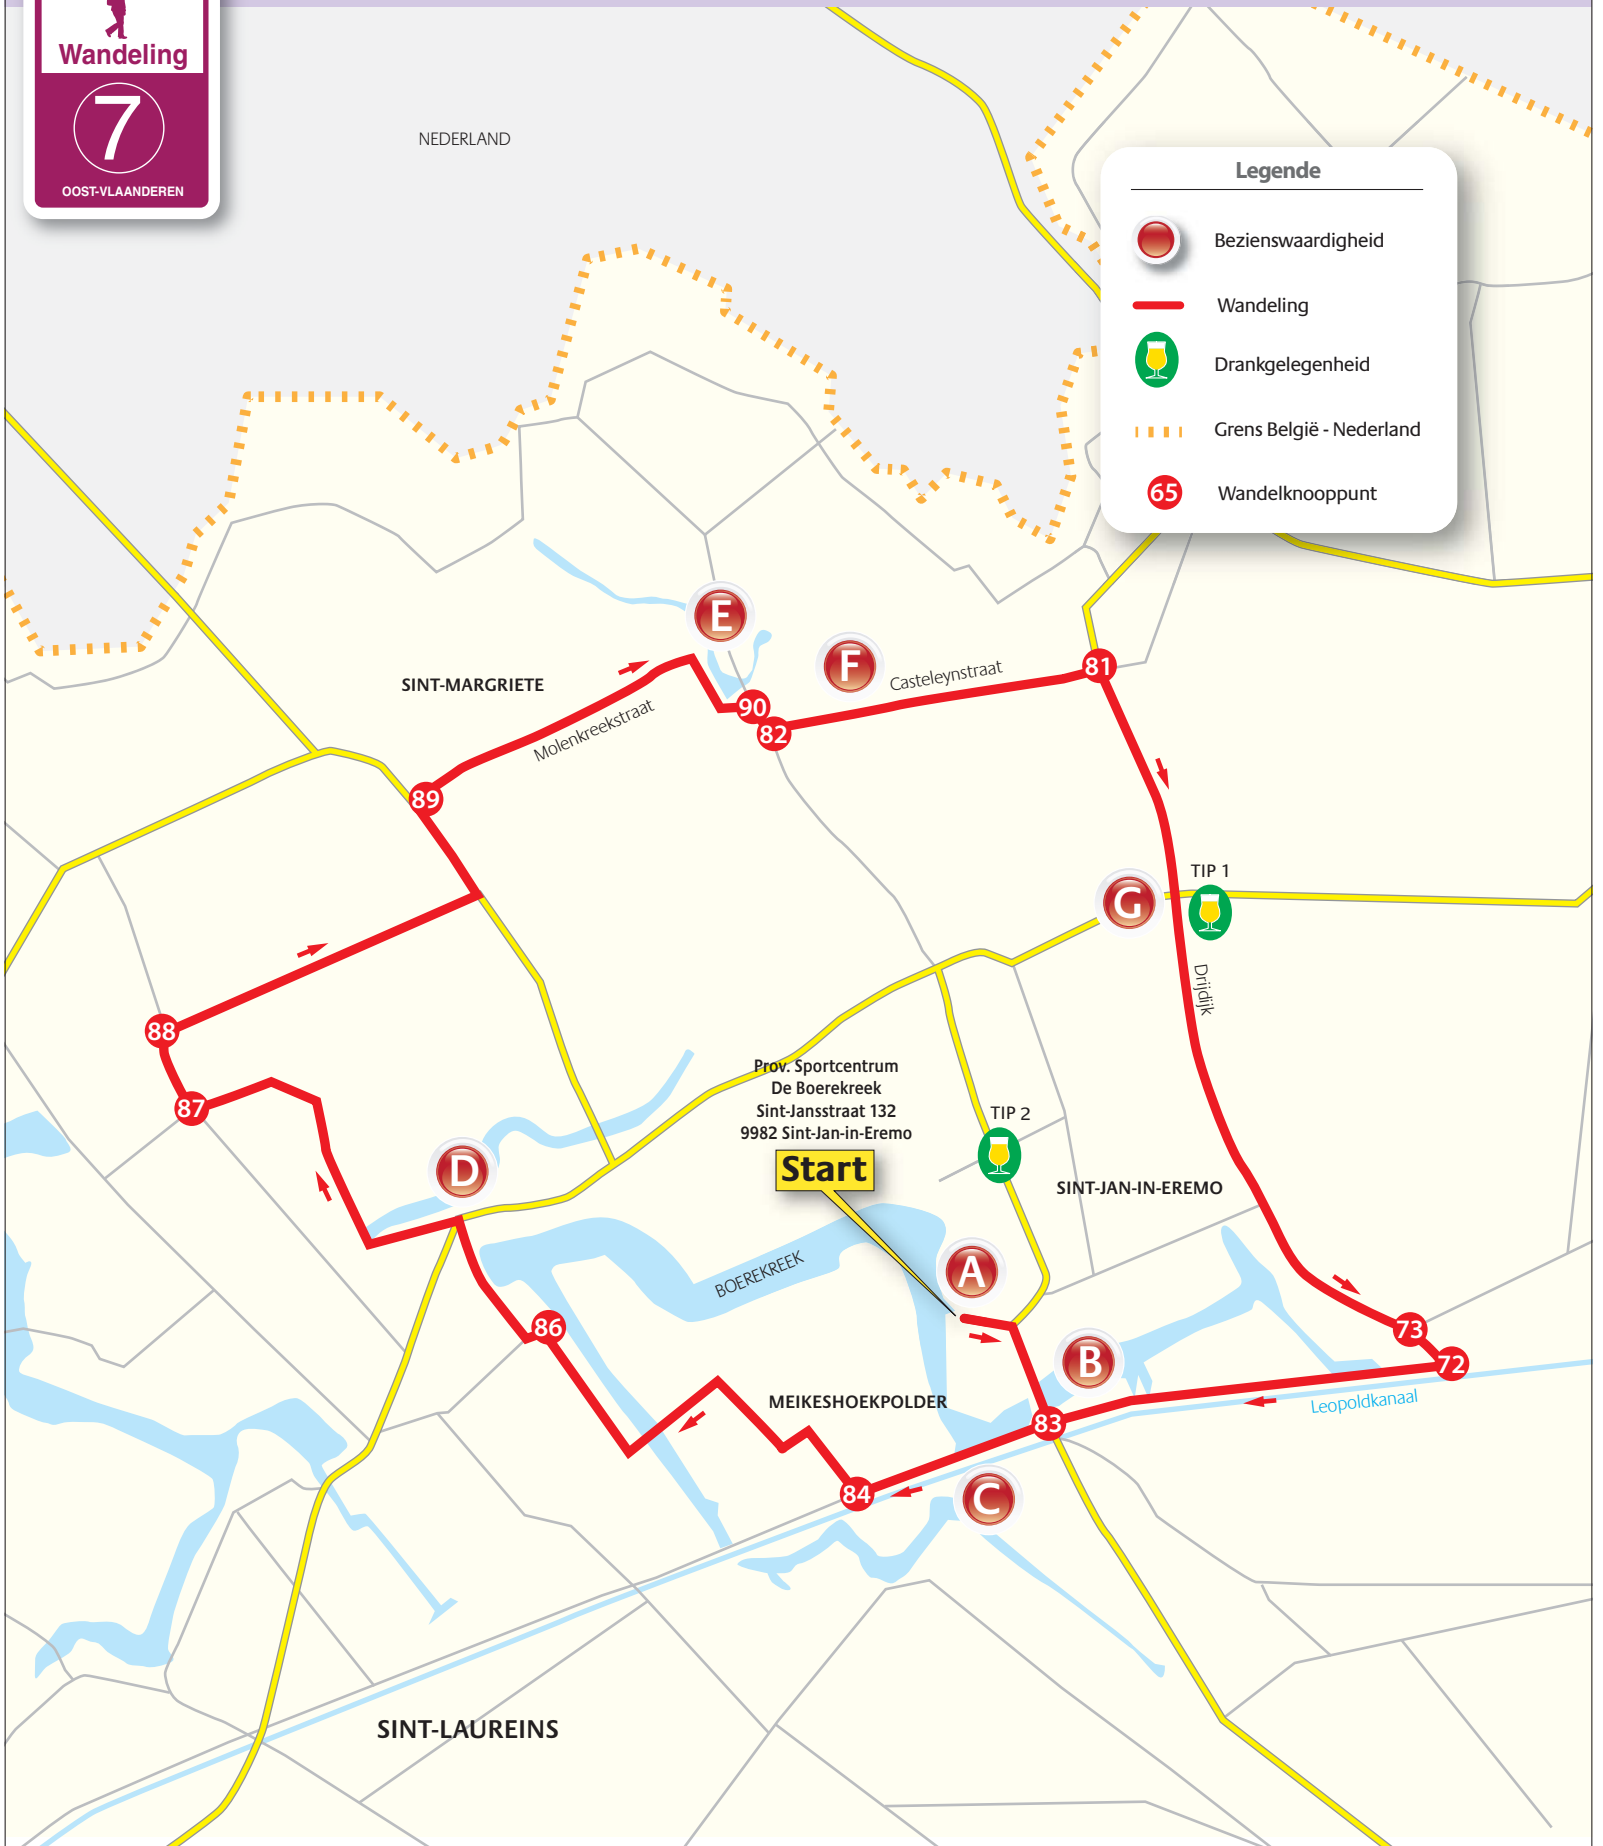 Wandeling
7
OOST-VLAANDEREN
NEDERLAND
Legende
Bezienswaardigheid
Wandeling
Drankgelegenheid
Grens België - Nederland
65
Wandelknooppunt
E
F
Casteleynstraat
81
SINT-MARGRIETE
Molenkreekstraat
90
82
89
TIP 1
G
Drijdijk
88
87
Prov. Sportcentrum
De Boerekreek
Sint-Jansstraat 132
9982 Sint-Jan-in-Eremo
Start
TIP 2
D
SINT-JAN-IN-EREMO
BOEREKREEK
A
86
73
72
B
MEIKESHOEKPOLDER
Leopoldkanaal
83
84
C
SINT-LAUREINS